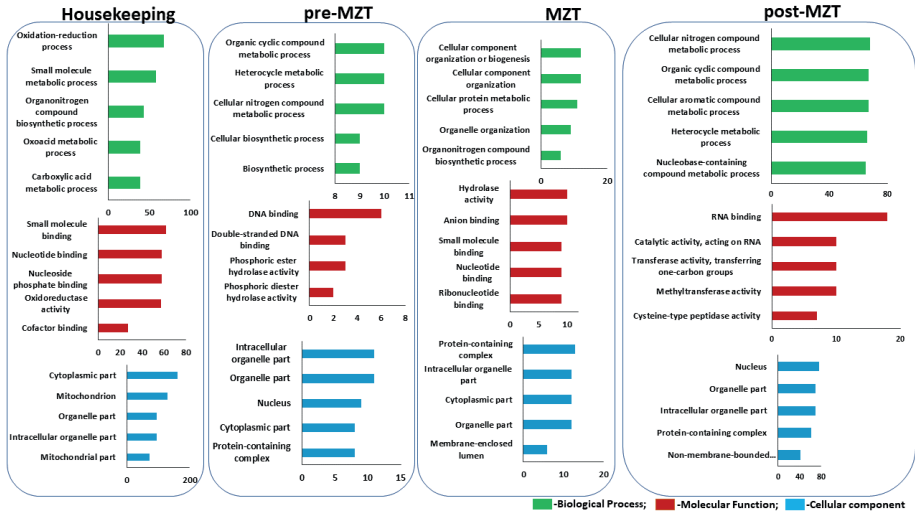 Housekeeping
Oxidation-reduction
process
Small molecule
metabolic process
Organonitrogen
compound
biosynthetic process
Oxoacid metabolic
process
Carboxylic acid
metabolic process
0 50 100
Small molecule
binding
Nucleotide binding
Nucleoside
phosphate binding
Oxidoreductase
activity
Cofactor binding
0 20 40 60 80
Cytoplasmic part
Mitochondrion
Organelle part
Intracellular organelle part
Mitochondrial part
0 200
pre-MZT
Organic cyclic compound
metabolic process
Heterocycle metabolic
process
Cellular nitrogen compound
metabolic process
Cellular biosynthetic process
Biosynthetic process
8 9 10 11
DNA binding
Double-stranded DNA
binding
Phosphoric ester
hydrolase activity
Phosphoric diester
hydrolase activity
0 2 4 6 8
Intracellular
organelle part
Organelle part
Nucleus
Cytoplasmic part
Protein-containing
complex
0 5 10 15
MZT
Cellular component
organization or biogenesis
Cellular component
organization
Cellular protein metabolic
process
Organelle organization
Organonitrogen compound
biosynthetic process
0 10 20
Hydrolase
activity
Anion binding
Small molecule
binding
Nucleotide
binding
Ribonucleotide
binding
0 5 10
Protein-containing
complex
Intracellular organelle
part
Cytoplasmic part
Organelle part
Membrane-enclosed
lumen
0 10 20
post-MZT
Cellular nitrogen compound
metabolic process
Organic cyclic compound
metabolic process
Cellular aromatic compound
metabolic process
Heterocycle metabolic
process
Nucleobase-containing
compound metabolic process
0 40 80
RNA binding
Catalytic activity, acting on RNA
Transferase activity, transferring
one-carbon groups
Methyltransferase activity
Cysteine-type peptidase activity
0 10 20
Nucleus
Organelle part
Intracellular organelle part
Protein-containing complex
Non-membrane-bounded...
0 40 80
-Biological Process; -Molecular Function; -Cellular component